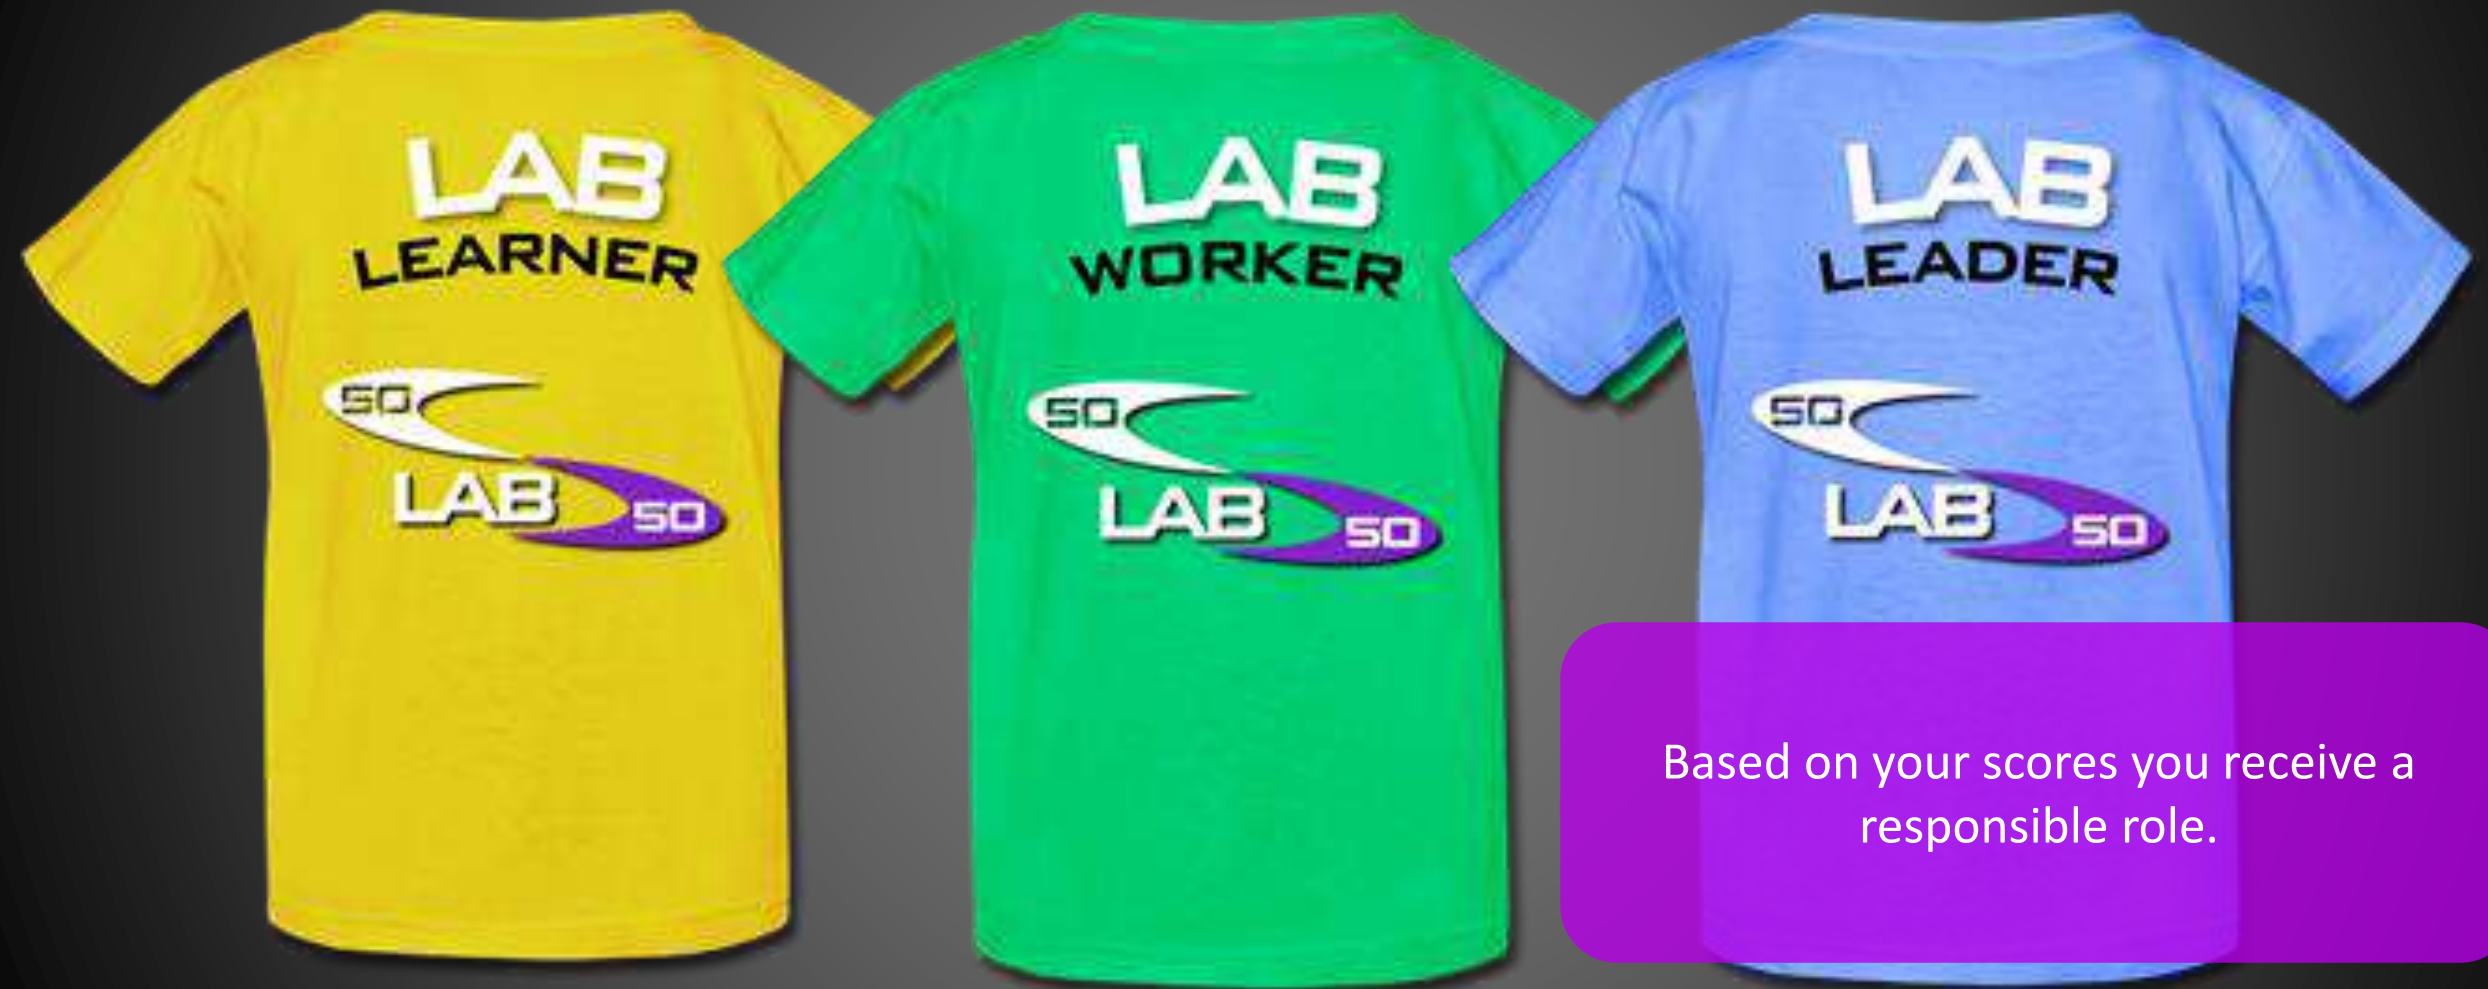 LAB
LEARNER
50
LAB
50
LAB
WORKER
50
LAB
50
LAB
LEADER
50
LAB
50
Based on your scores you receive a
responsible role.